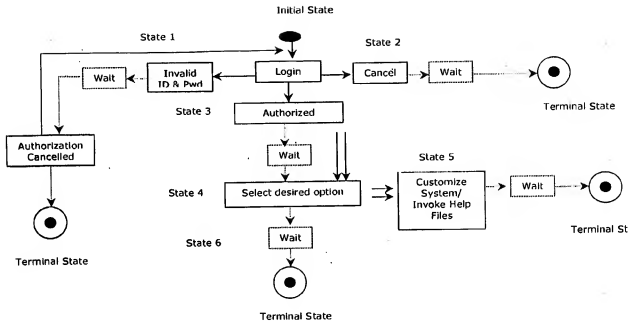 Initial State
State 1
State 2
Wait
Invalid
ID & Pwd
Login
Cancel
Wait
Terminal State
State 3
Authorized
Authorization
Cancelled
Wait
State 5
State 4
Select desired option
Customize
System/
Invoke Help
Files
Wait
State 6
Wait
Terminal State
Terminal St
Terminal State